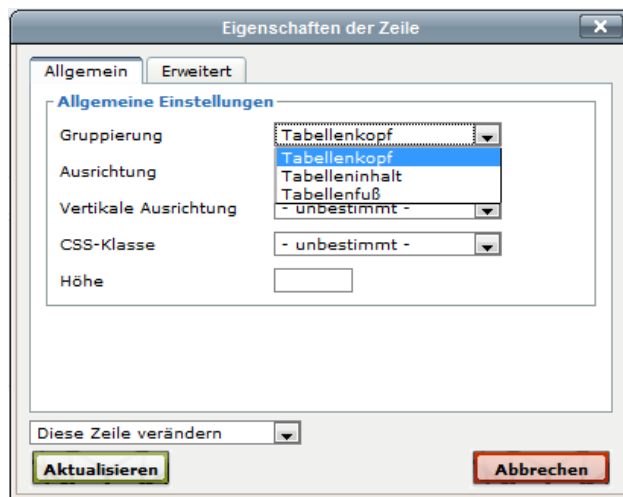 Eigenschaften der Zeile
Allgemein Erweitert
Allgemeine Einstellungen
Gruppierung Tabellenkopf
Tabellenkopf
Ausrichtung Tabelleninhalt
Tabellenfuß
Vertikale Ausrichtung - unbestimmt -
CSS-Klasse - unbestimmt -
Höhe
Diese Zeile verändern
Aktualisieren Abbrechen